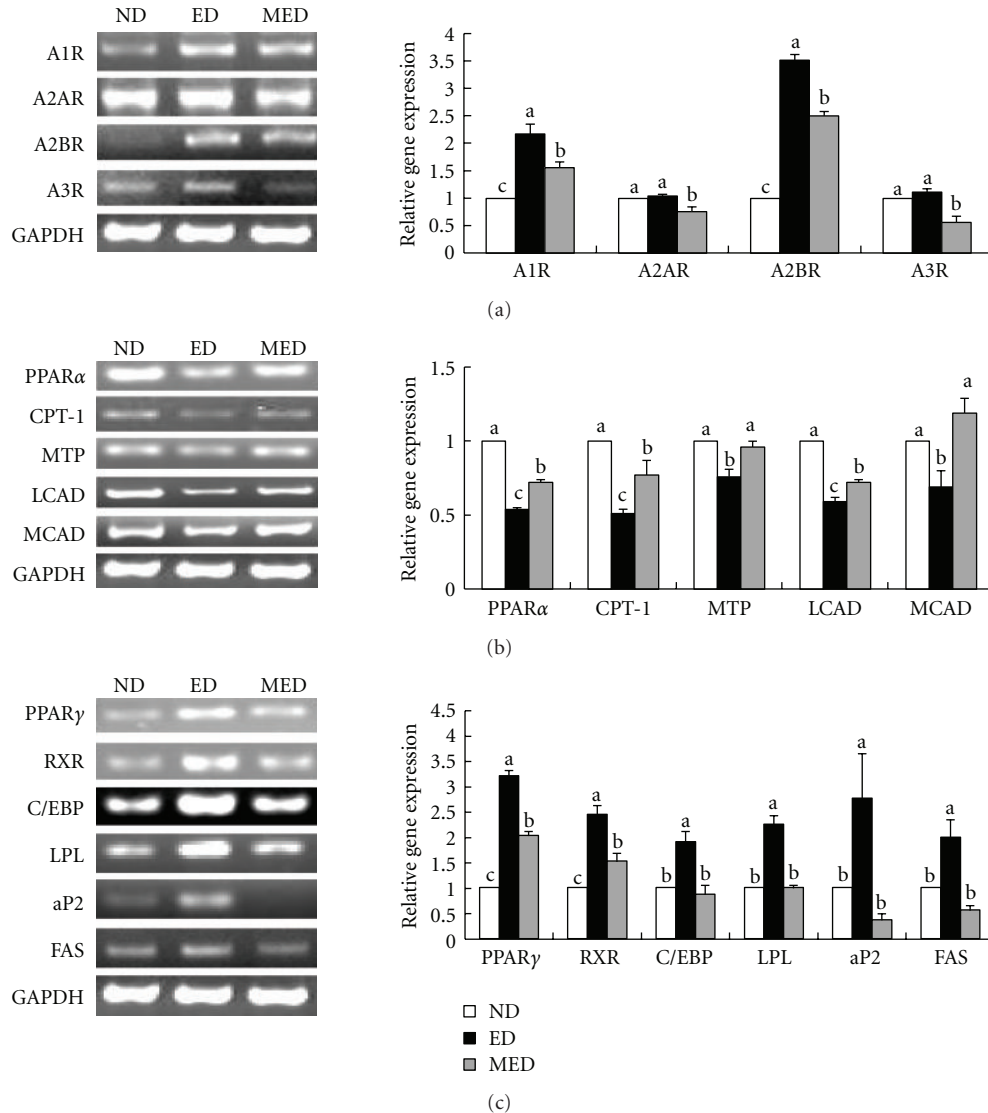 ND ED MED
A1R
A2AR
A2BR
A3R
GAPDH
Relative gene expression
4
3.5
3
2.5
2
1.5
1
0.5
0
c a b
a a b
c a b
a a b
A1R A2AR A2BR A3R
(a)
ND ED MED
PPARα
CPT-1
MTP
LCAD
MCAD
GAPDH
Relative gene expression
1.5
1
0.5
0
a c b
a c b
a b a
a c b
a b a
PPARα CPT-1 MTP LCAD MCAD
(b)
ND ED MED
PPARγ
RXR
C/EBP
LPL
aP2
FAS
GAPDH
Relative gene expression
4.5
4
3.5
3
2.5
2
1.5
1
0.5
0
c a b
c a b
b a b
b a b
b a b
b a b
PPARγ RXR C/EBP LPL aP2 FAS
ND
ED
MED
(c)